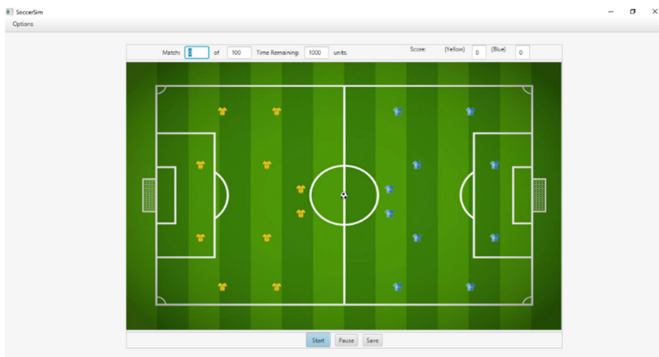 SoccerSim
Options
Match: of 100 Time Remaining: 1000 units. Score: (Yellow) 0 (Blue) 0
Start Pause Save